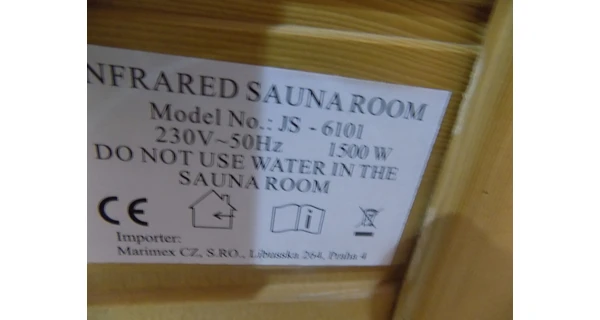 NFRARED SAUNA ROOM
Model No.: JS - 6101
230V~50Hz 1500 W
DO NOT USE WATER IN THE
SAUNA ROOM
CE
Importer:
Marimex CZ, S.RO., Libusska 264, Praha 4